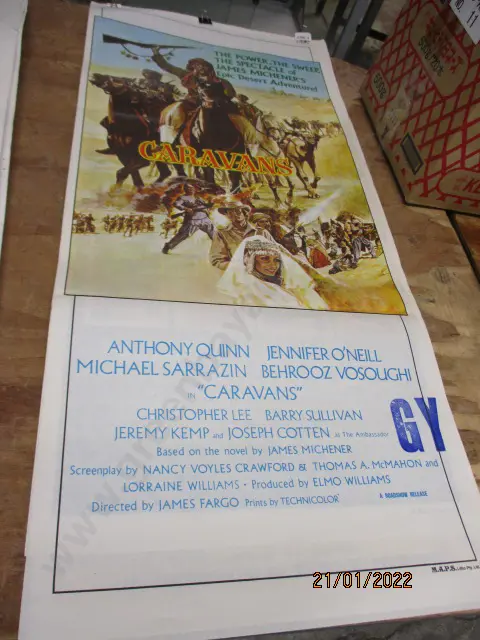 THE POWER, THE SWEEP,
THE SPECTACLE of
JAMES MICHENER'S
Epic Desert Adventure!
CARAVANS
ANTHONY QUINN JENNIFER O'NEILL
MICHAEL SARRAZIN BEHROOZ VOSOUGHI
IN "CARAVANS"
CHRISTOPHER LEE BARRY SULLIVAN
JEREMY KEMP and JOSEPH COTTEN as The Ambassador
GY
Based on the novel by JAMES MICHENER
Screenplay by NANCY VOYLES CRAWFORD & THOMAS A. McMAHON and
LORRAINE WILLIAMS · Produced by ELMO WILLIAMS
Directed by JAMES FARGO Prints by TECHNICOLOR
A ROADSHOW RELEASE
M.A.P.S. Litho Pty. Ltd.
21/01/2022